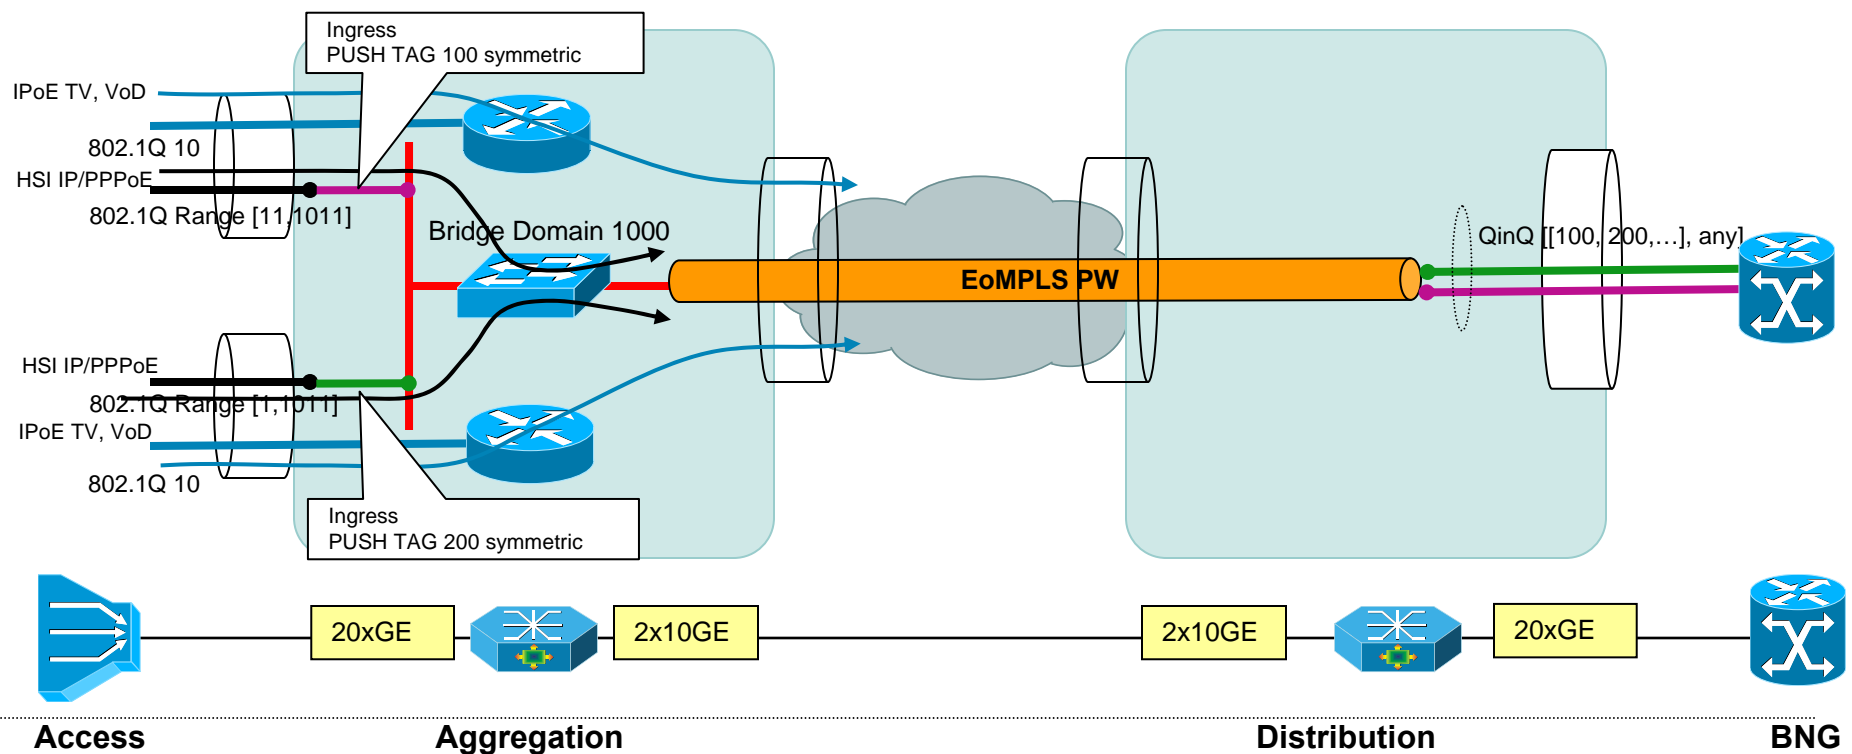 Ingress
PUSH TAG 100 symmetric
IPoE TV, VoD
802.1Q 10
HSI IP/PPPoE
802.1Q Range [11,1011]
Bridge Domain 1000
QinQ [[100, 200,…], any]
EoMPLS PW
HSI IP/PPPoE
802.1Q Range [1,1011]
IPoE TV, VoD
802.1Q 10
Ingress
PUSH TAG 200 symmetric
20xGE
2x10GE
2x10GE
20xGE
Access
Aggregation
Distribution
BNG